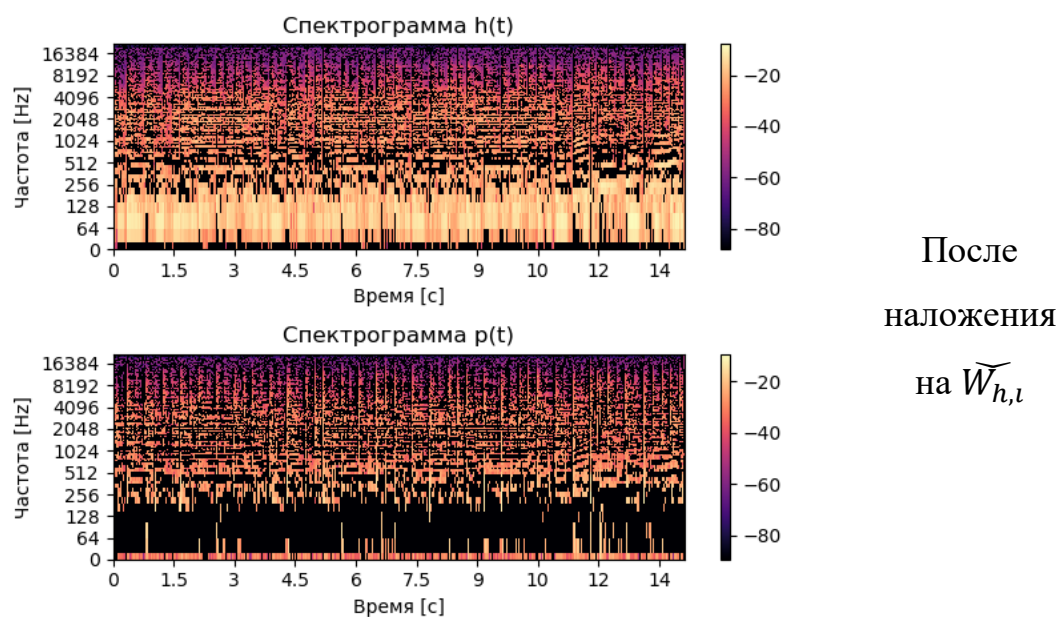 Спектрограмма h(t)
Частота [Hz]
16384
8192
4096
2048
1024
512
256
128
64
0
0 1.5 3 4.5 6 7.5 9 10 12 14
Время [с]
−20
−40
−60
−80
Спектрограмма p(t)
Частота [Hz]
16384
8192
4096
2048
1024
512
256
128
64
0
0 1.5 3 4.5 6 7.5 9 10 12 14
Время [с]
−20
−40
−60
−80
После
наложения
на W̆ₕ,ι